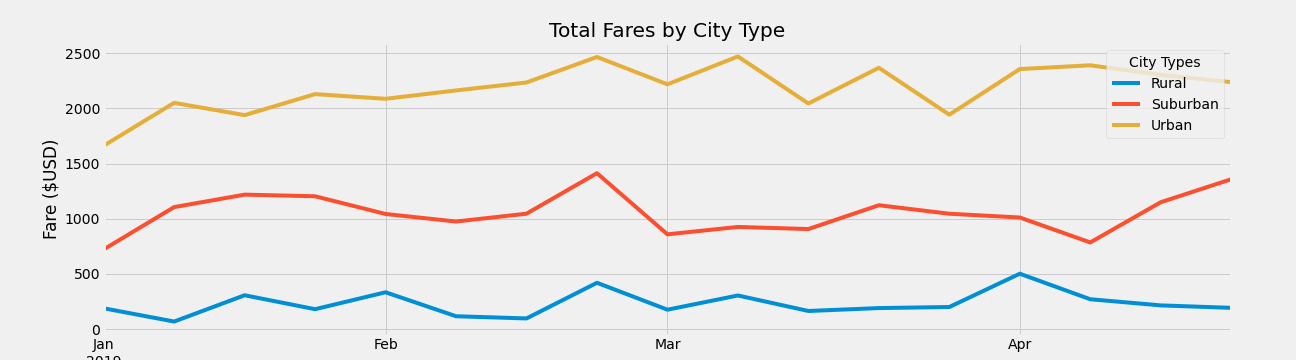 Total Fares by City Type
Fare ($USD)
2500
2000
1500
1000
500
0
Jan
Feb
Mar
Apr
2019
City Types
Rural
Suburban
Urban